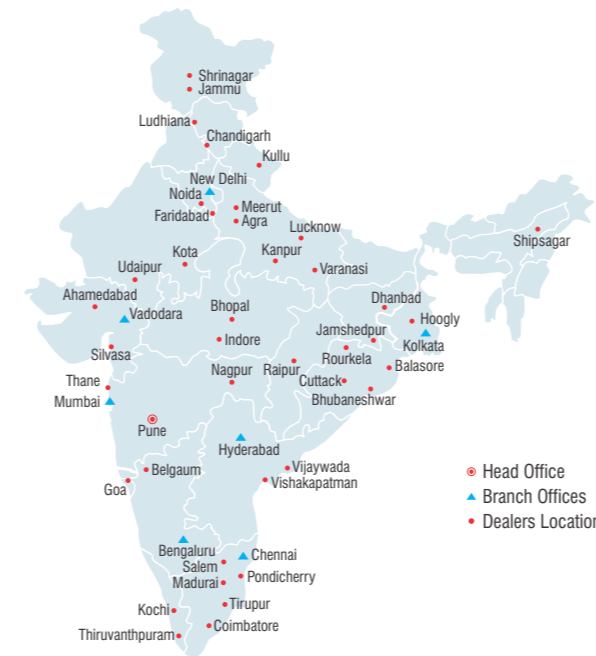 Shrinagar
Jammu
Ludhiana
Chandigarh
Kullu
New Delhi
Noida
Faridabad
Meerut
Agra
Lucknow
Shipsagar
Kota
Kanpur
Udaipur
Varanasi
Ahamedabad
Vadodara
Bhopal
Dhanbad
Hoogly
Jamshedpur
Indore
Kolkata
Silvasa
Rourkela
Nagpur
Raipur
Balasore
Thane
Cuttack
Mumbai
Bhubaneshwar
Pune
Hyderabad
Belgaum
Vijaywada
Goa
Vishakapatman
Head Office
Branch Offices
Dealers Location
Bengaluru
Chennai
Salem
Madurai
Pondicherry
Kochi
Tirupur
Coimbatore
Thiruvanthpuram